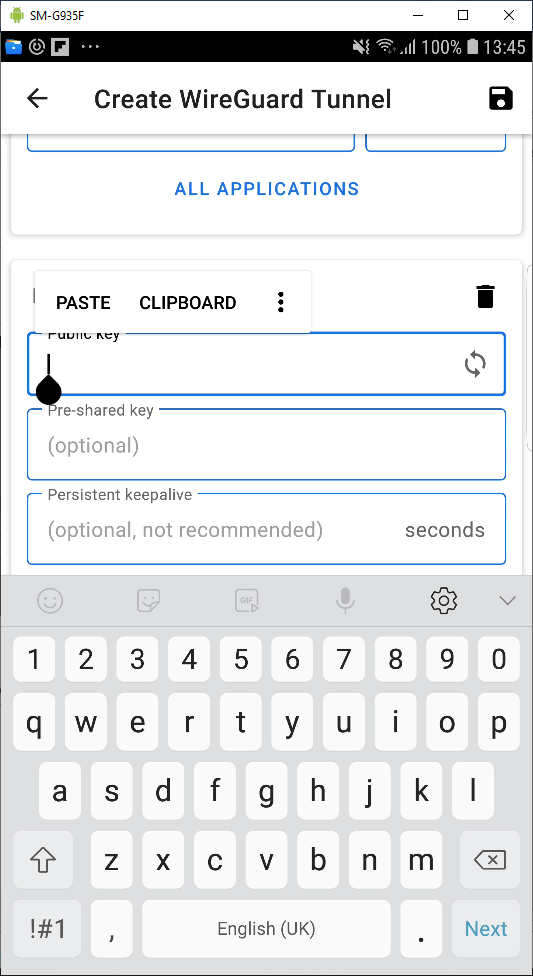 SM-G935F
100% 13:45
Create WireGuard Tunnel
ALL APPLICATIONS
PASTE CLIPBOARD
Public key
Pre-shared key
(optional)
Persistent keepalive
(optional, not recommended) seconds
GIF
1 2 3 4 5 6 7 8 9 0
q w e r t y u i o p
a s d f g h j k l
z x c v b n m
!#1 , English (UK) . Next